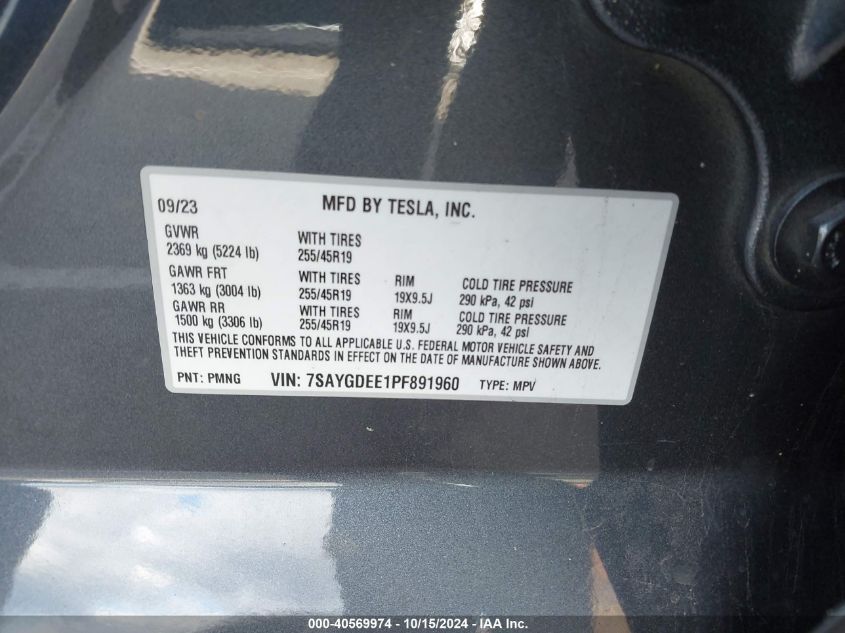 09/23 MFD BY TESLA, INC.
GVWR
2369 kg (5224 lb) WITH TIRES
255/45R19
GAWR FRT
1363 kg (3004 lb) WITH TIRES
255/45R19 RIM
19X9.5J COLD TIRE PRESSURE
290 kPa, 42 psi
GAWR RR
1500 kg (3306 lb) WITH TIRES
255/45R19 RIM
19X9.5J COLD TIRE PRESSURE
290 kPa, 42 psi
THIS VEHICLE CONFORMS TO ALL APPLICABLE U.S. FEDERAL MOTOR VEHICLE SAFETY AND
THEFT PREVENTION STANDARDS IN EFFECT ON THE DATE OF MANUFACTURE SHOWN ABOVE.
PNT: PMNG VIN: 7SAYGDEE1PF891960 TYPE: MPV
000-40569974 - 10/15/2024 - IAA Inc.